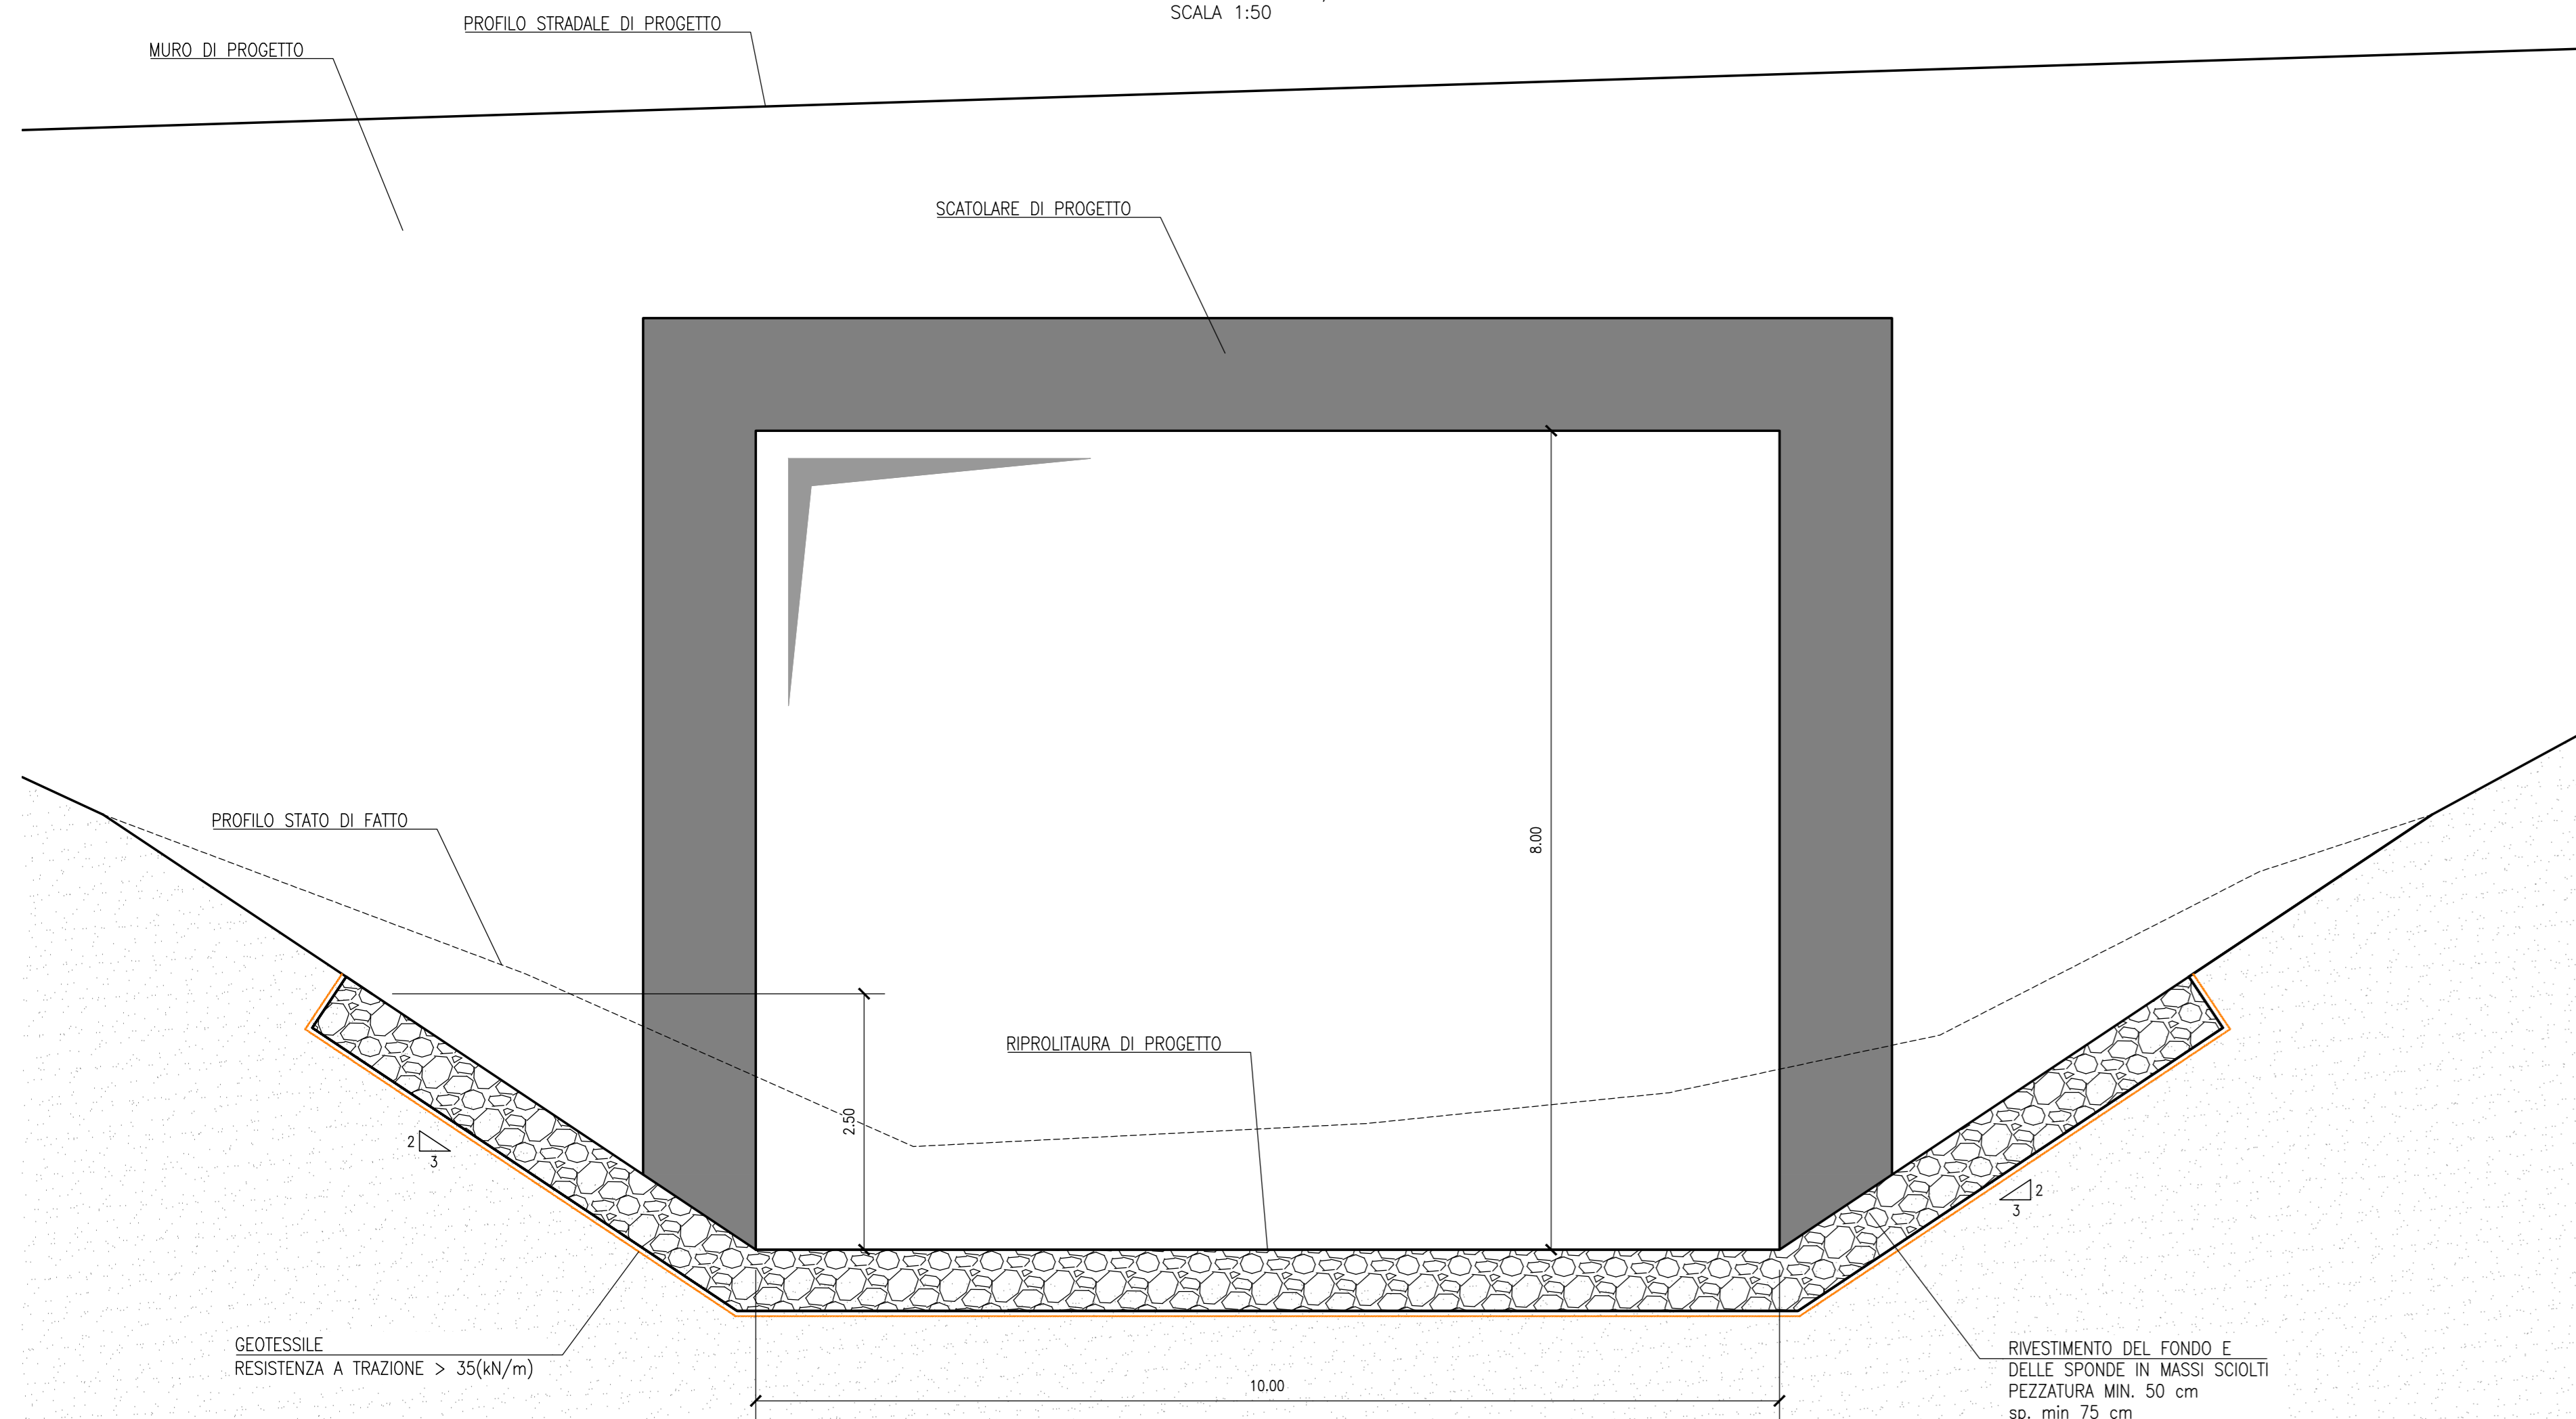 SCALA 1:50
PROFILO STRADALE DI PROGETTO
MURO DI PROGETTO
SCATOLARE DI PROGETTO
PROFILO STATO DI FATTO
8.00
2.50
RIPROLITAURA DI PROGETTO
2
3
2
3
GEOTESSILE
RESISTENZA A TRAZIONE > 35(kN/m)
10.00
RIVESTIMENTO DEL FONDO E
DELLE SPONDE IN MASSI SCIOLTI
PEZZATURA MIN. 50 cm
sp. min 75 cm